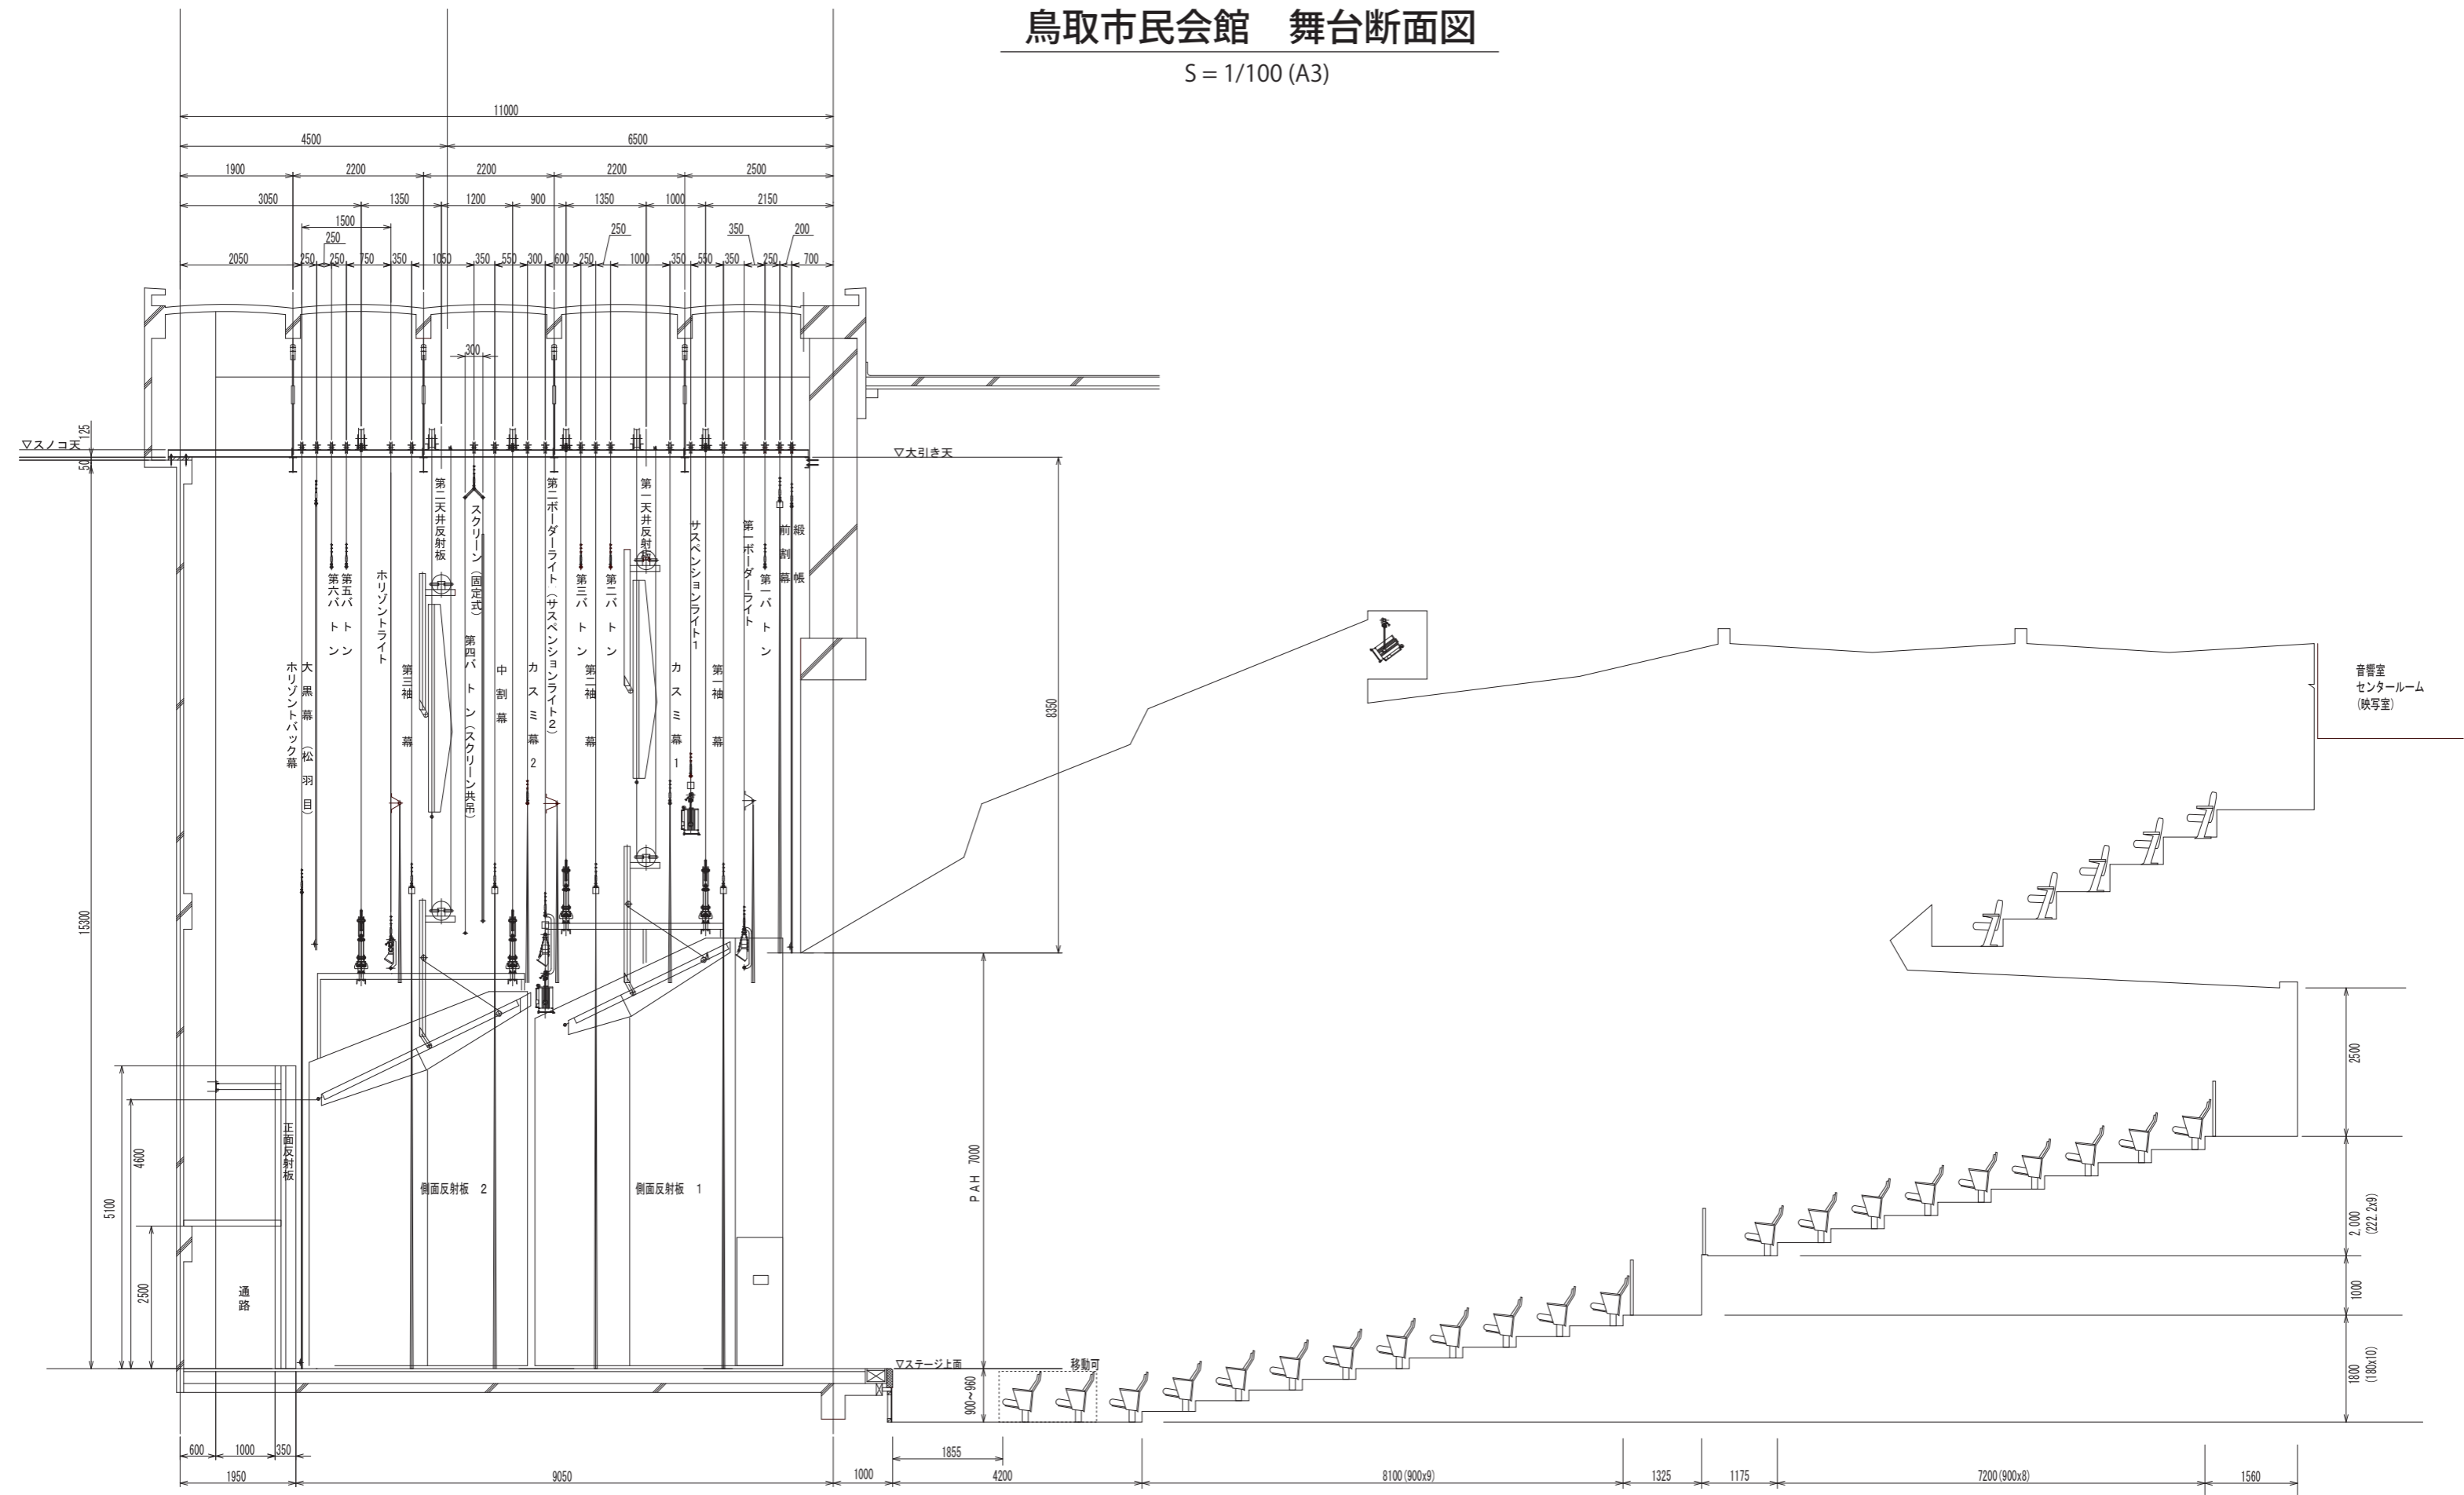 鳥取市民会館　舞台断面図
S = 1/100 (A3)
11000
4500
6500
1900
2200
2200
2200
2500
3050
1350
1200
900
1350
1000
2150
1500
250
250
350
200
2050
250
250
750
350
1050
350
550
300
600
250
1000
350
550
350
250
700
300
▽スノコ天
125
50
▽大引き天
第二天井反射板
スクリーン（固定式）
第二ボーダーライト（サスペンションライト２）
第一天井反射板
サスペンションライト１
第一ボーダーライト
前割幕
緞帳
第六バトン
第五バトン
ホリゾントライト
第三バトン
第二バトン
第一バトン
ホリゾントバック幕
大黒幕（松羽目）
第三袖幕
第四バトン（スクリーン共吊）
中割幕
カスミ幕２
第二袖幕
カスミ幕１
第一袖幕
8350
音響室
センタールーム
(映写室)
15300
5100
4600
2500
正面反射板
通路
側面反射板　2
側面反射板　1
PAH 7000
▽ステージ上面
移動可
900~960
2500
2,000
(222.2x9)
1000
1800
(180x10)
600
1000
350
1950
9050
1000
1855
4200
8100(900x9)
1325
1175
7200(900x8)
1560